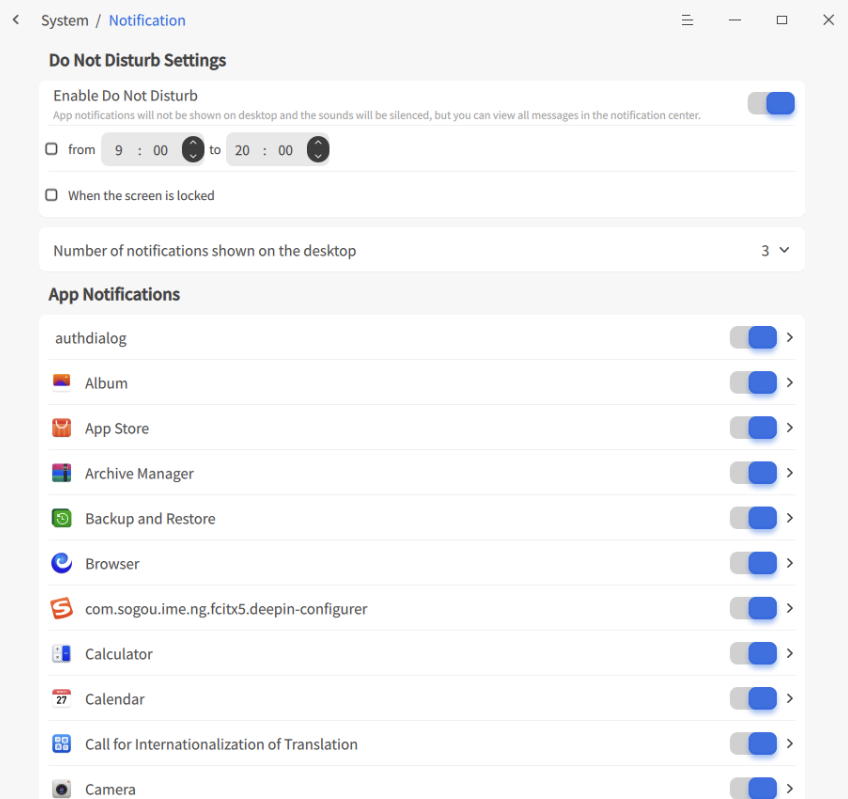 System / Notification
Do Not Disturb Settings
Enable Do Not Disturb
App notifications will not be shown on desktop and the sounds will be silenced, but you can view all messages in the notification center.
from 9 : 00 to 20 : 00
When the screen is locked
Number of notifications shown on the desktop 3
App Notifications
authdialog
Album
App Store
Archive Manager
Backup and Restore
Browser
com.sogou.ime.ng.fcitx5.deepin-configurer
Calculator
27 Calendar
Call for Internationalization of Translation
Camera